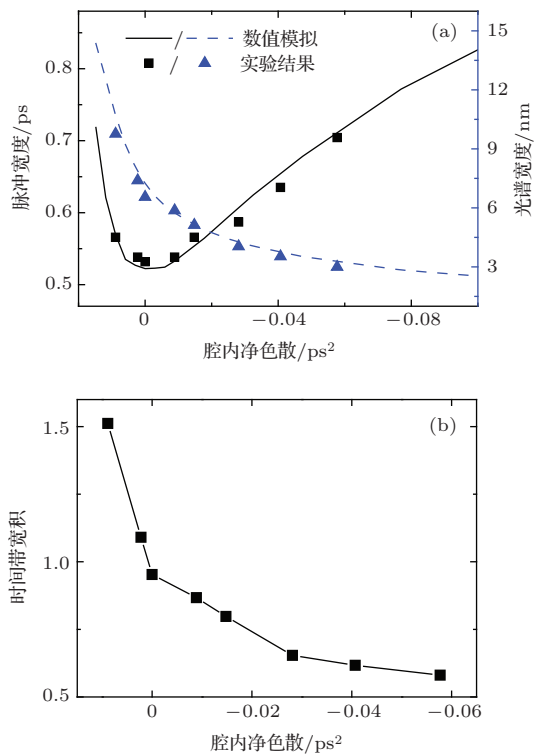 (a)
数值模拟
实验结果
脉冲宽度/ps
0.8
0.7
0.6
0.5
光谱宽度/nm
15
12
9
6
3
0
−0.04
−0.08
腔内净色散/ps²
(b)
时间带宽积
1.5
1.0
0.5
0
−0.02
−0.04
−0.06
腔内净色散/ps²